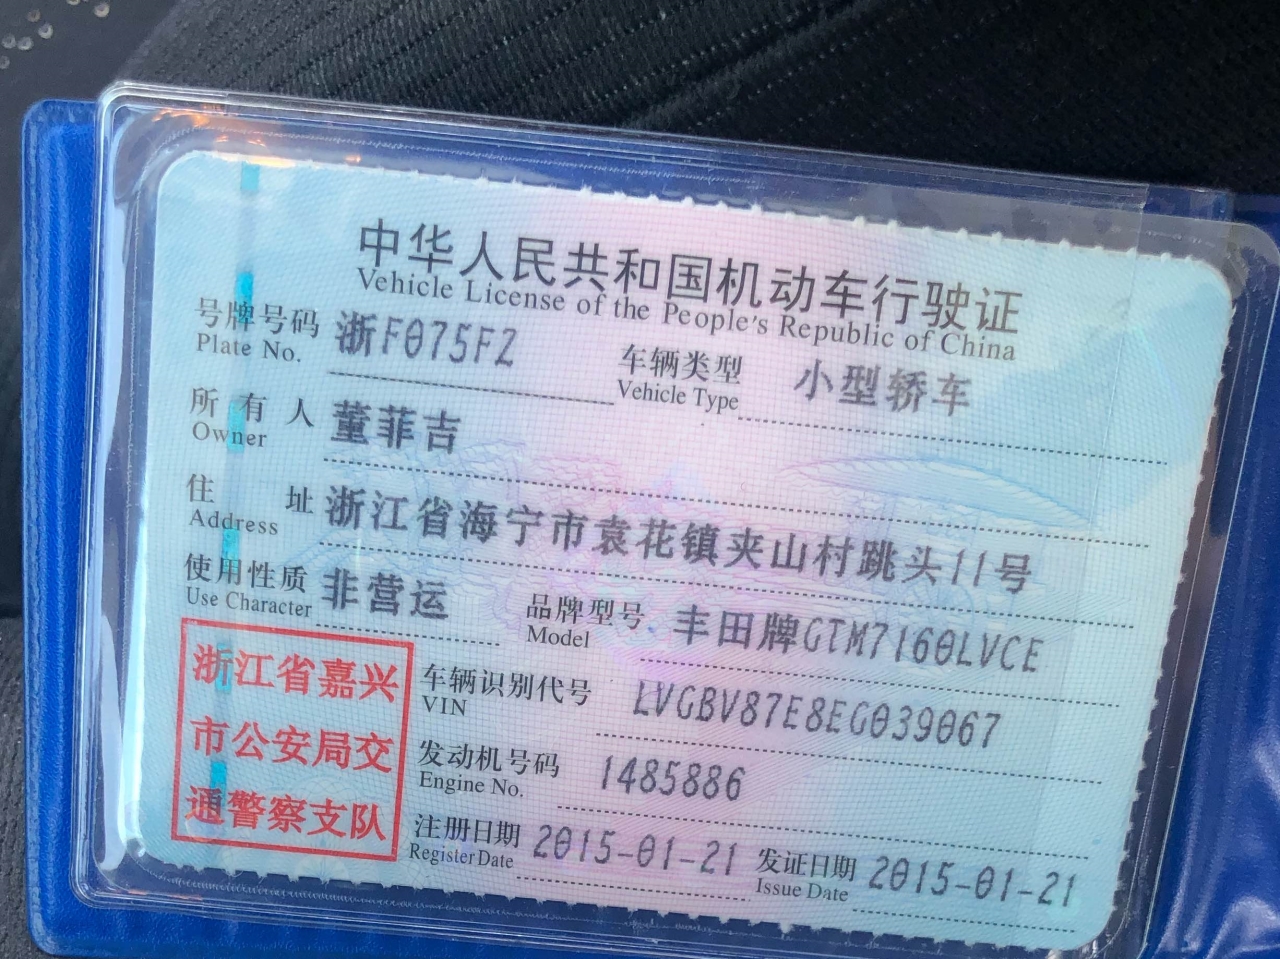 中华人民共和国机动车行驶证
Vehicle License of the People's Republic of China
号牌号码 浙F075FZ 车辆类型 小型轿车
Plate No. Vehicle Type
所有人 董菲吉
Owner
住址 浙江省海宁市袁花镇夹山村跳头11号
Address
使用性质 非营运 品牌型号 丰田牌GTM7160LVCE
Use Character Model
浙江省嘉兴
市公安局交
通警察支队
车辆识别代号 LVGBV87E8EG039067
VIN
发动机号码 1485886
Engine No.
注册日期 2015-01-21 发证日期 2015-01-21
Register Date Issue Date